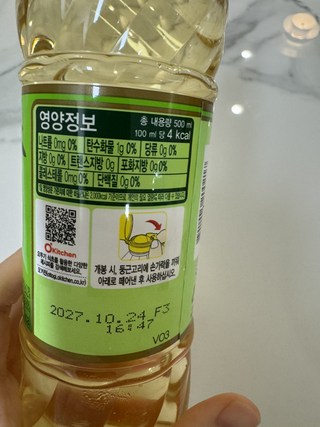 영양정보
총 내용량 500 ml
100 ml 당 4 kcal
나트륨 0mg 0% 탄수화물 1g 0% 당류 0g 0%
지방 0g 0% 트랜스지방 0g 포화지방 0g 0%
콜레스테롤 0mg 0% 단백질 0g 0%
O'Kitchen
개봉 시, 둥근고리에 손가락을 끼워
아래로 떼어낸 후 사용하십시오.
2027.10.24 F3
16:47
V03